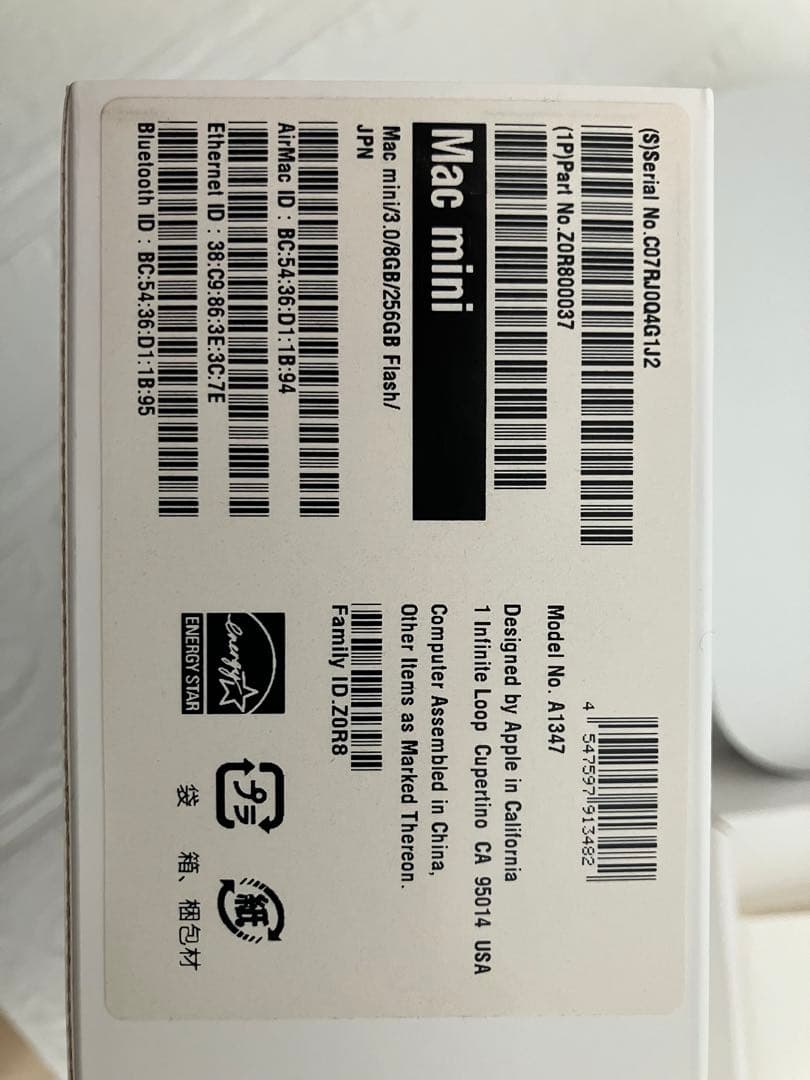 (S)Serial No.C07RJ0Q4G1J2
(1P)Part No.Z0R800037
Mac mini
Mac mini/3.0/8GB/256GB Flash/
JPN
AirMac ID : BC:54:36:D1:1B:94
Ethernet ID : 38:C9:86:3E:3C:7E
Bluetooth ID : BC:54:36:D1:1B:95
4 547597 913482
Model No. A1347
Designed by Apple in California
1 Infinite Loop Cupertino CA 95014 USA
Computer Assembled in China,
Other Items as Marked Thereon.
Family ID.Z0R8
energy
ENERGY STAR
プラ
袋
紙
箱、梱包材